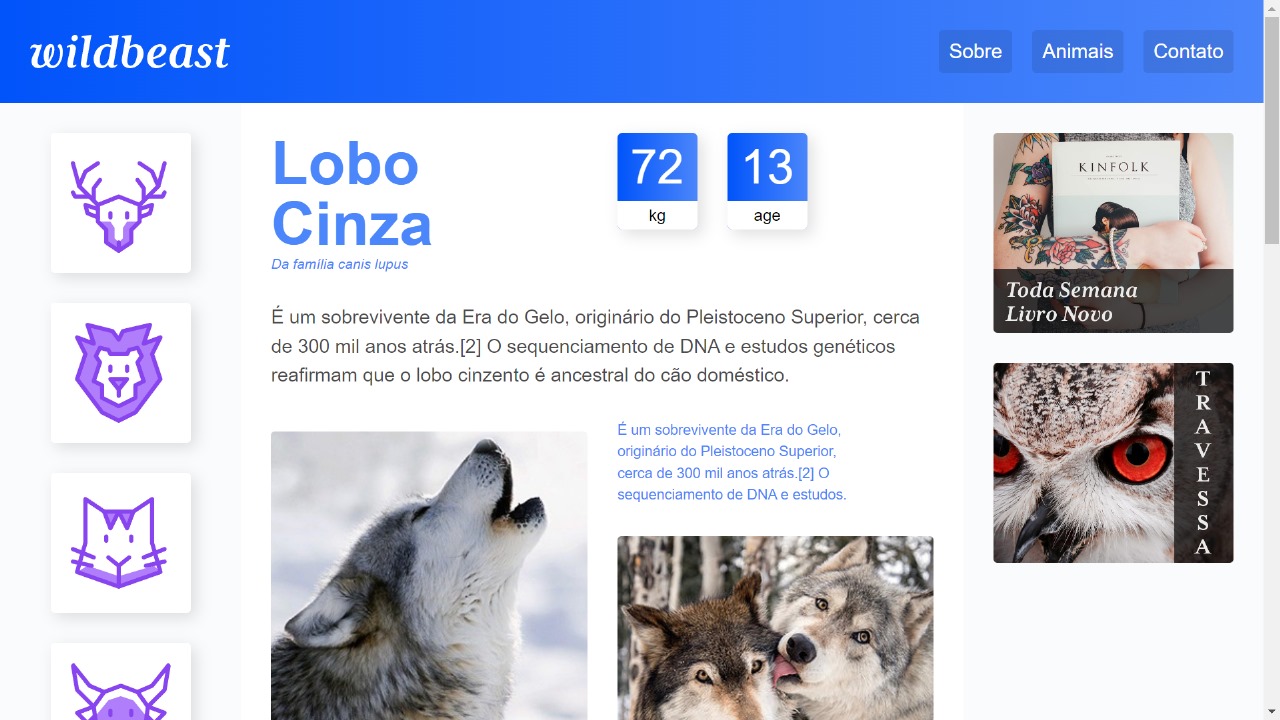 wildbeast
Sobre
Animais
Contato
Lobo
Cinza
Da família canis lupus
72
kg
13
age
É um sobrevivente da Era do Gelo, originário do Pleistoceno Superior, cerca
de 300 mil anos atrás.[2] O sequenciamento de DNA e estudos genéticos
reafirmam que o lobo cinzento é ancestral do cão doméstico.
É um sobrevivente da Era do Gelo,
originário do Pleistoceno Superior,
cerca de 300 mil anos atrás.[2] O
sequenciamento de DNA e estudos.
KINFOLK
Toda Semana
Livro Novo
TRAVESSA